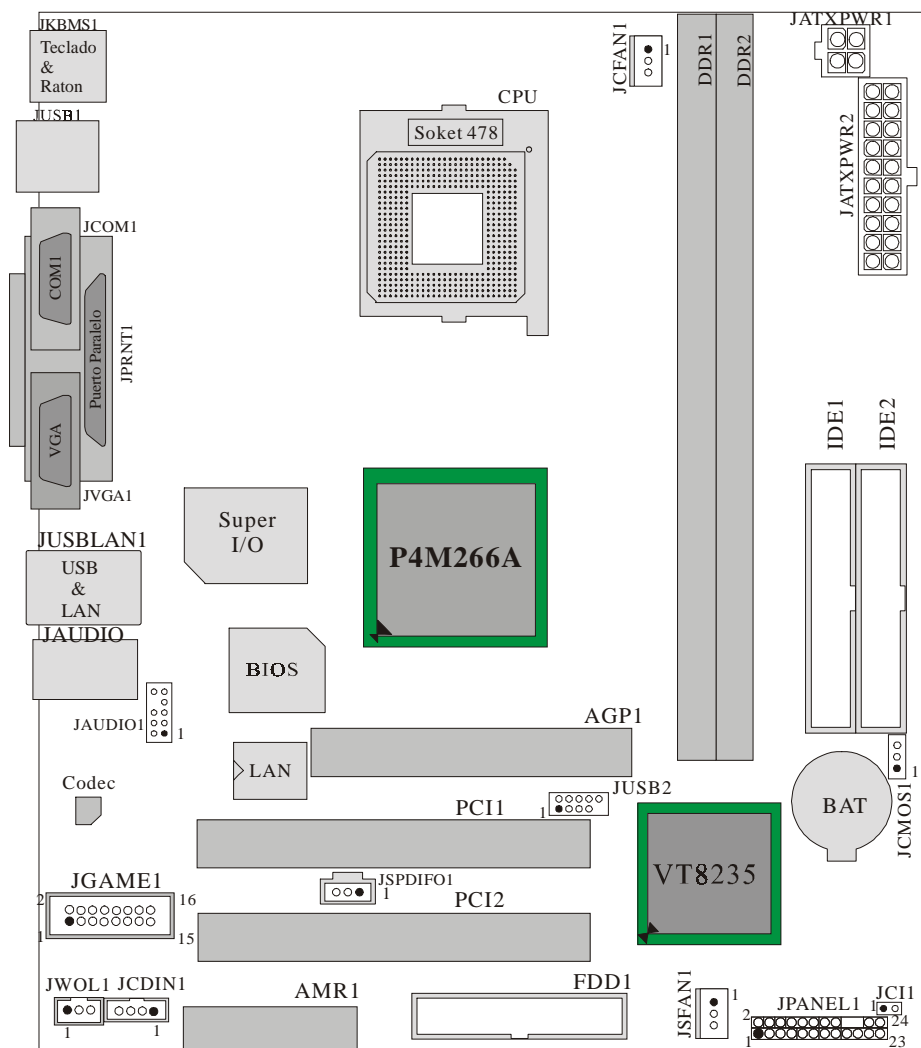 JKBMS1
Teclado
&
Raton
JUSB1
JCOM1
COM1
Puerto Paralelo
JPRNT1
VGA
JVGA1
JUSBLAN1
USB
&
LAN
JAUDIO
JAUDIO1
1
Codec
JGAME1
2
16
1
15
JWOL1
1
JCDIN1
1
AMR1
CPU
Soket 478
JCFAN1
1
DDR1
DDR2
JATXPWR1
JATXPWR2
Super
I/O
P4M266A
BIOS
LAN
AGP1
JUSB2
1
PCI1
JSPDIFO1
1
PCI2
FDD1
IDE1
IDE2
JCMOS1
1
BAT
VT8235
JSFAN1
1
JPANEL1
2
24
1
23
JCI1
1